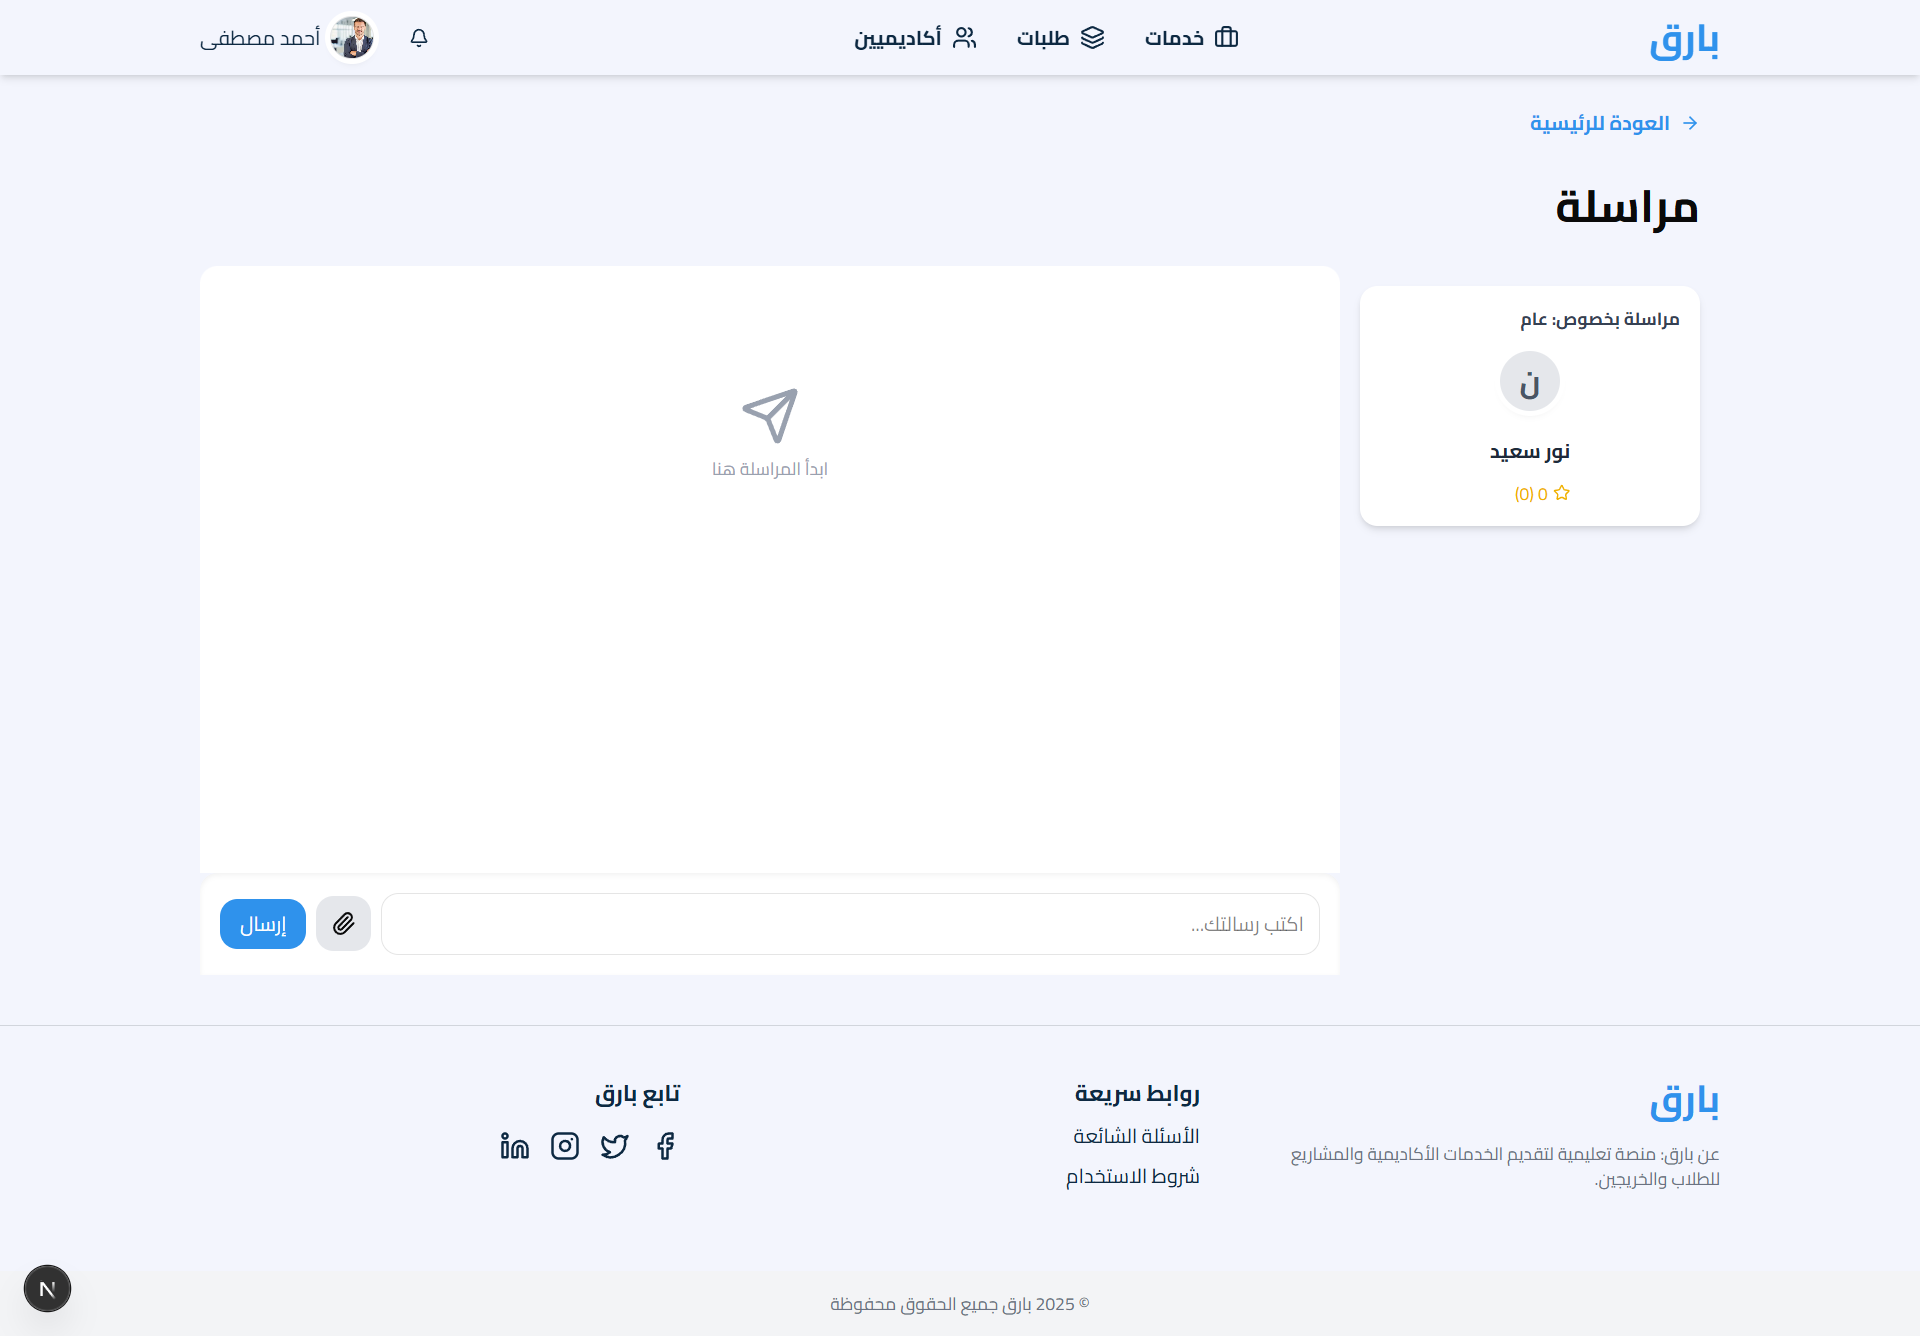 بارق
خدمات
طلبات
أكاديميين
أحمد مصطفى
العودة للرئيسية
مراسلة
مراسلة بخصوص: عام
ن
نور سعيد
0 (0)
ابدأ المراسلة هنا
اكتب رسالتك...
إرسال
بارق
عن بارق: منصة تعليمية لتقديم الخدمات الأكاديمية والمشاريع
للطلاب والخريجين.
روابط سريعة
الأسئلة الشائعة
شروط الاستخدام
تابع بارق
© 2025 بارق جميع الحقوق محفوظة
N